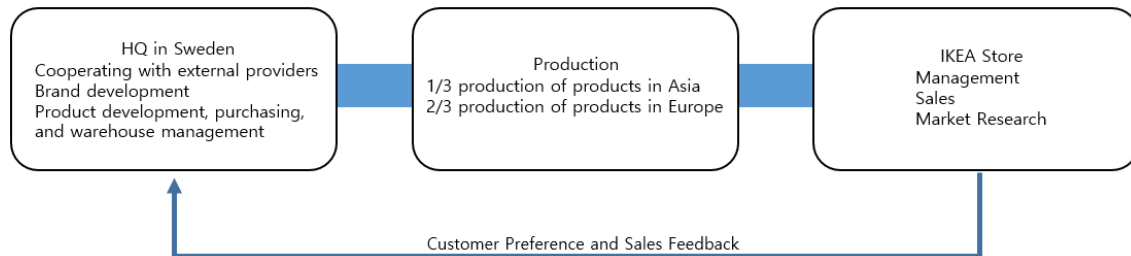 HQ in Sweden
Cooperating with external providers
Brand development
Product development, purchasing,
and warehouse management
Production
1/3 production of products in Asia
2/3 production of products in Europe
IKEA Store
Management
Sales
Market Research
Customer Preference and Sales Feedback